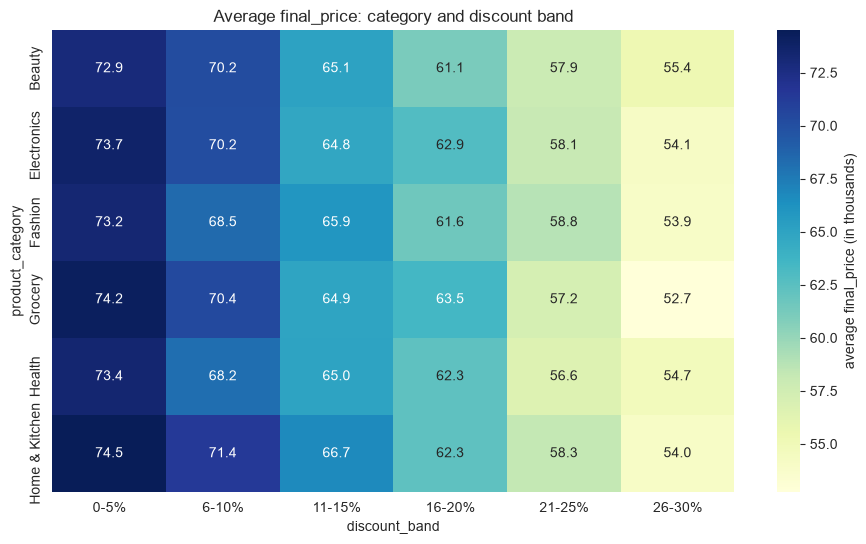 Average final_price: category and discount band
product_category
Beauty
72.9 70.2 65.1 61.1 57.9 55.4
Electronics
73.7 70.2 64.8 62.9 58.1 54.1
Fashion
73.2 68.5 65.9 61.6 58.8 53.9
Grocery
74.2 70.4 64.9 63.5 57.2 52.7
Health
73.4 68.2 65.0 62.3 56.6 54.7
Home & Kitchen
74.5 71.4 66.7 62.3 58.3 54.0
0-5% 6-10% 11-15% 16-20% 21-25% 26-30%
discount_band
72.5
70.0
67.5
65.0
62.5
60.0
57.5
55.0
average final_price (in thousands)